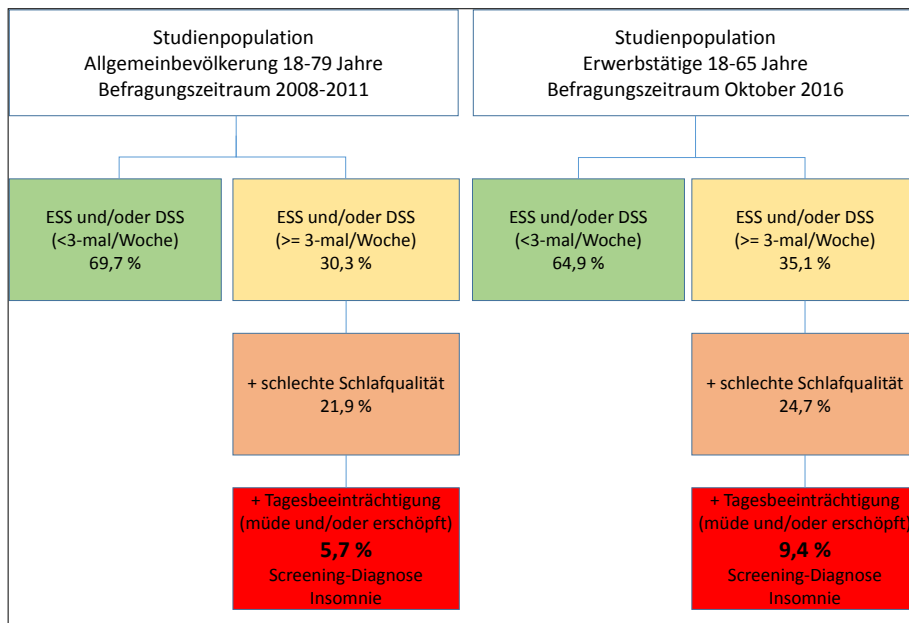 Studienpopulation
Allgemeinbevölkerung 18-79 Jahre
Befragungszeitraum 2008-2011
Studienpopulation
Erwerbstätige 18-65 Jahre
Befragungszeitraum Oktober 2016
ESS und/oder DSS
(<3-mal/Woche)
69,7 %
ESS und/oder DSS
(>= 3-mal/Woche)
30,3 %
ESS und/oder DSS
(<3-mal/Woche)
64,9 %
ESS und/oder DSS
(>= 3-mal/Woche)
35,1 %
+ schlechte Schlafqualität
21,9 %
+ schlechte Schlafqualität
24,7 %
+ Tagesbeeinträchtigung
(müde und/oder erschöpft)
5,7 %
Screening-Diagnose
Insomnie
+ Tagesbeeinträchtigung
(müde und/oder erschöpft)
9,4 %
Screening-Diagnose
Insomnie